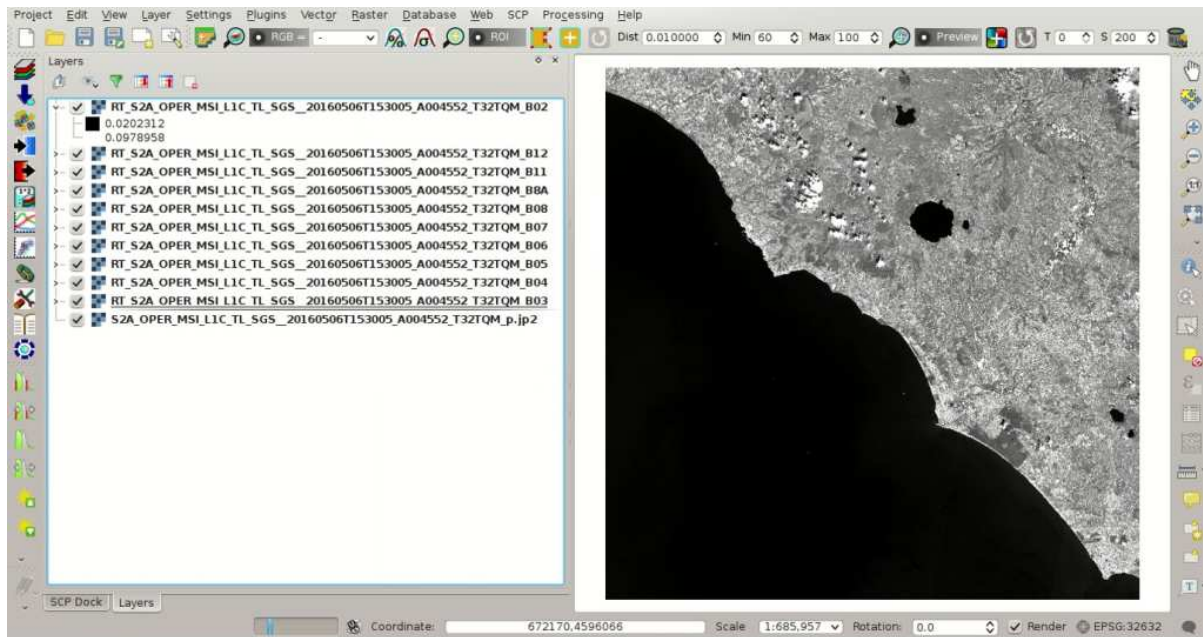 Project Edit View Layer Settings Plugins Vector Raster Database Web SCP Processing Help
RGB = - ROI Dist 0.010000 Min 60 Max 100 Preview T 0 S 200
Layers
RT_S2A_OPER_MSI_L1C_TL_SGS__20160506T153005_A004552_T32TQM_B02
0.0202312
0.0978958
RT_S2A_OPER_MSI_L1C_TL_SGS__20160506T153005_A004552_T32TQM_B12
RT_S2A_OPER_MSI_L1C_TL_SGS__20160506T153005_A004552_T32TQM_B11
RT_S2A_OPER_MSI_L1C_TL_SGS__20160506T153005_A004552_T32TQM_B8A
RT_S2A_OPER_MSI_L1C_TL_SGS__20160506T153005_A004552_T32TQM_B08
RT_S2A_OPER_MSI_L1C_TL_SGS__20160506T153005_A004552_T32TQM_B07
RT_S2A_OPER_MSI_L1C_TL_SGS__20160506T153005_A004552_T32TQM_B06
RT_S2A_OPER_MSI_L1C_TL_SGS__20160506T153005_A004552_T32TQM_B05
RT_S2A_OPER_MSI_L1C_TL_SGS__20160506T153005_A004552_T32TQM_B04
RT_S2A_OPER_MSI_L1C_TL_SGS__20160506T153005_A004552_T32TQM_B03
S2A_OPER_MSI_L1C_TL_SGS__20160506T153005_A004552_T32TQM_p.jp2
SCP Dock Layers
Coordinate: 672170,4596066 Scale 1:685,957 Rotation: 0.0 Render EPSG:32632